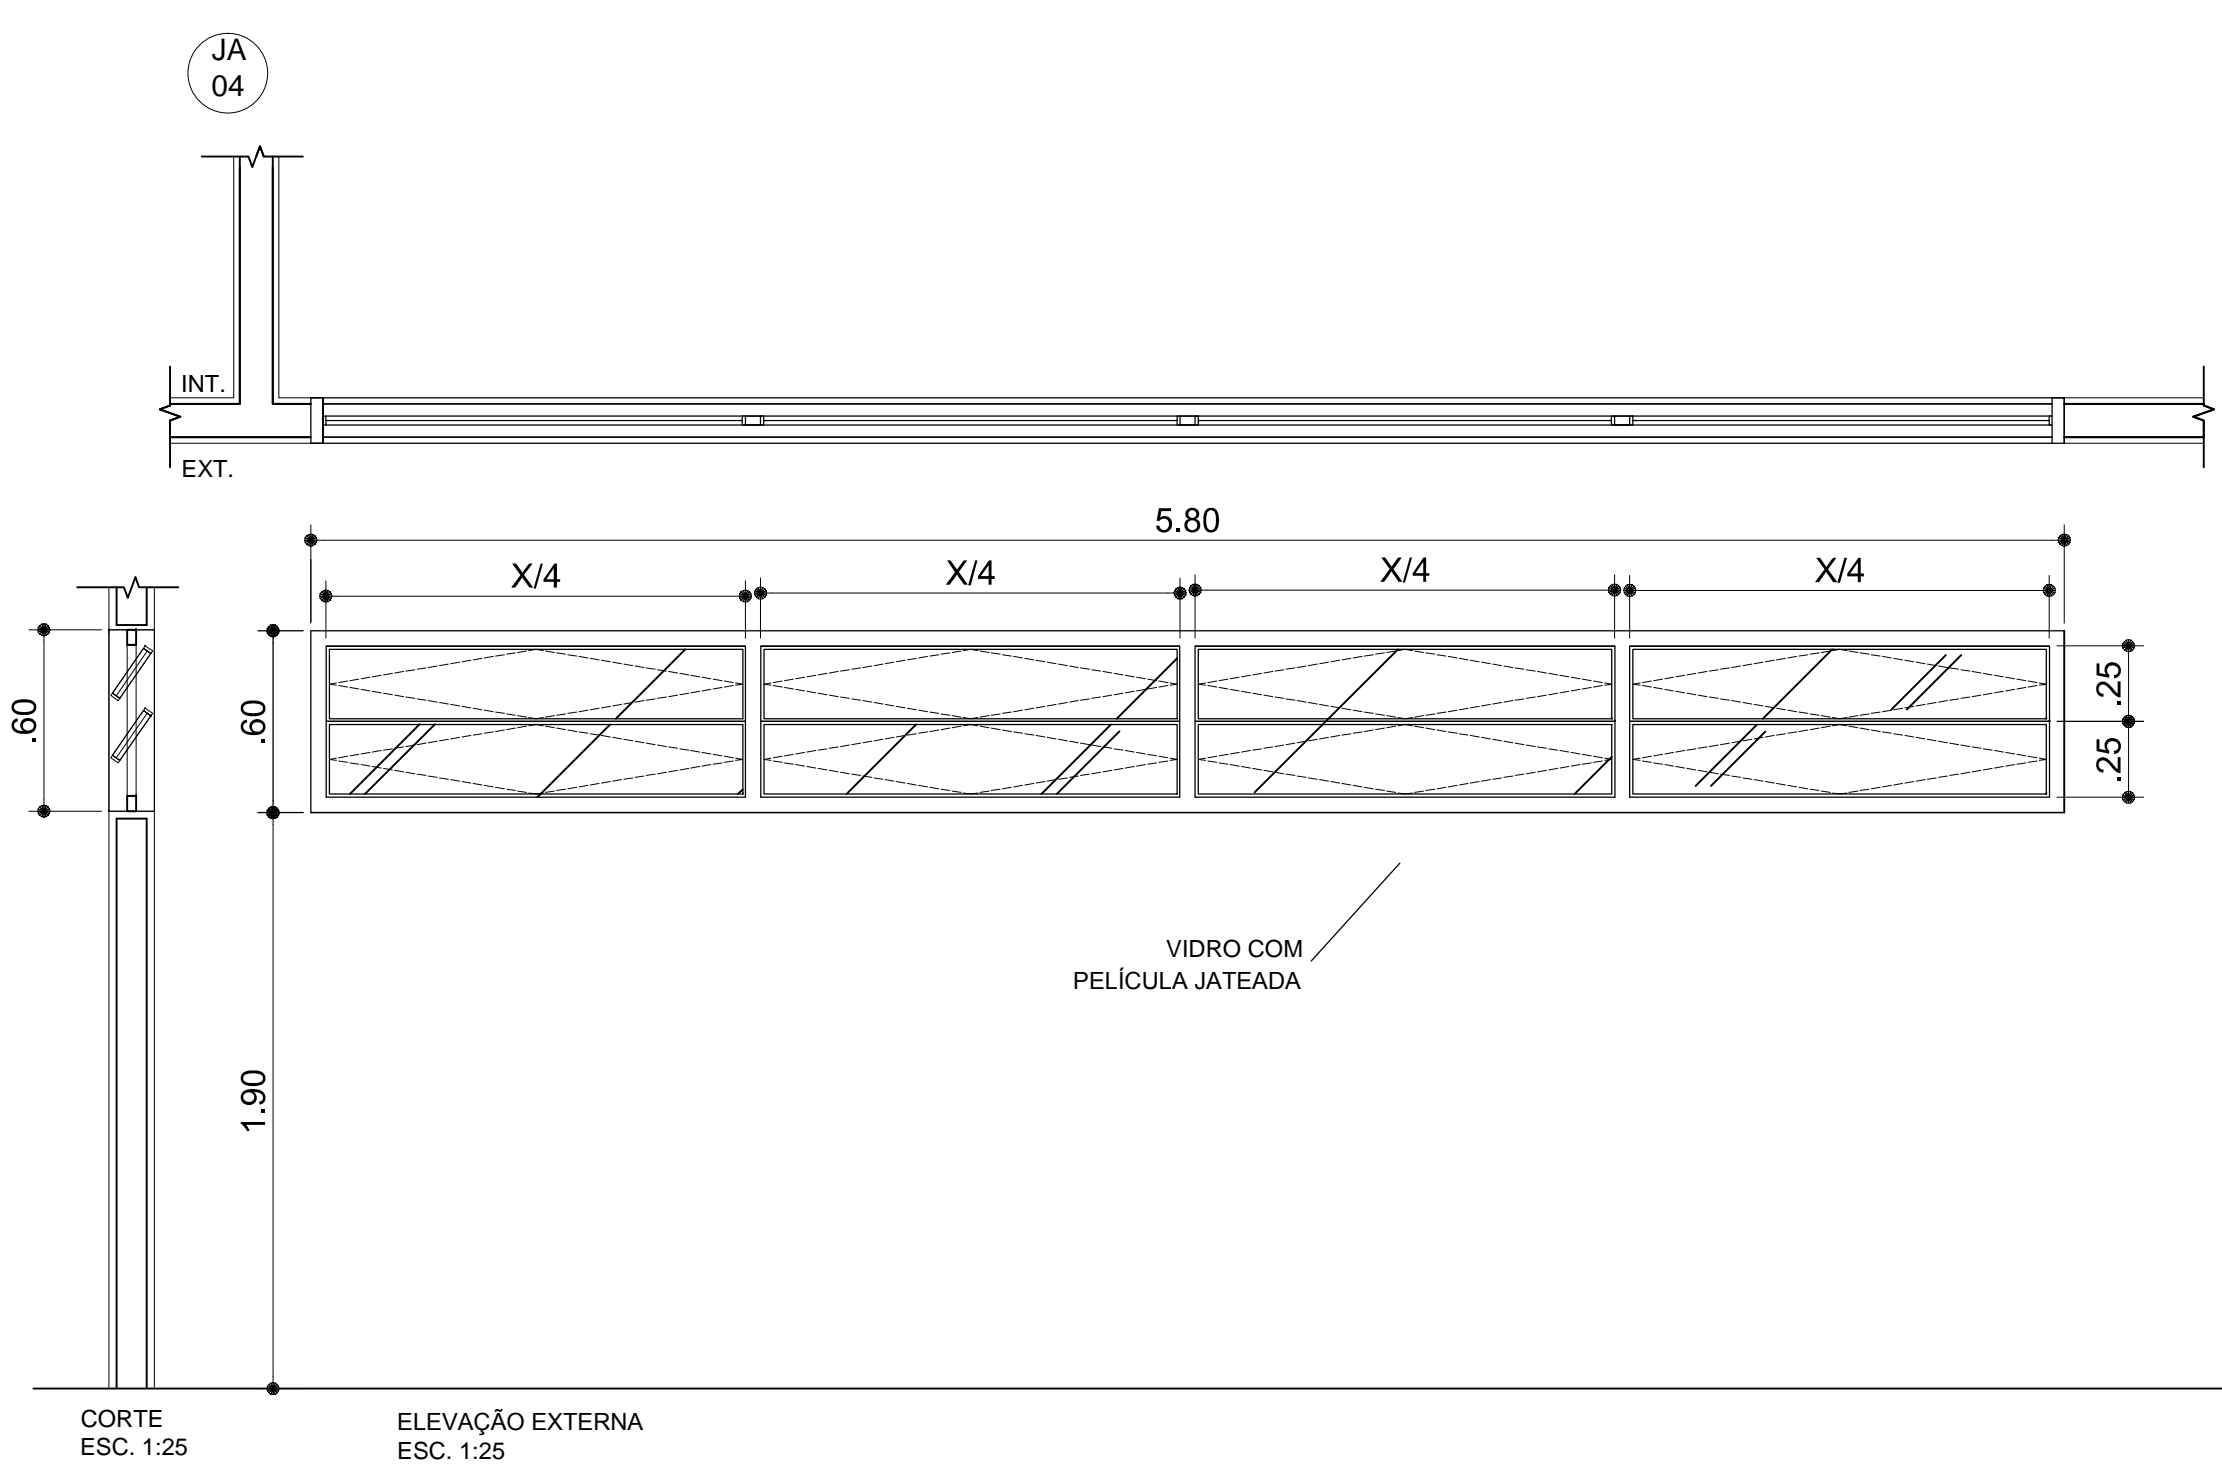 JA
04
INT.
EXT.
5.80
X/4
X/4
X/4
X/4
.60
.60
.25
.25
VIDRO COM
PELÍCULA JATEADA
1.90
CORTE
ESC. 1:25
ELEVAÇÃO EXTERNA
ESC. 1:25